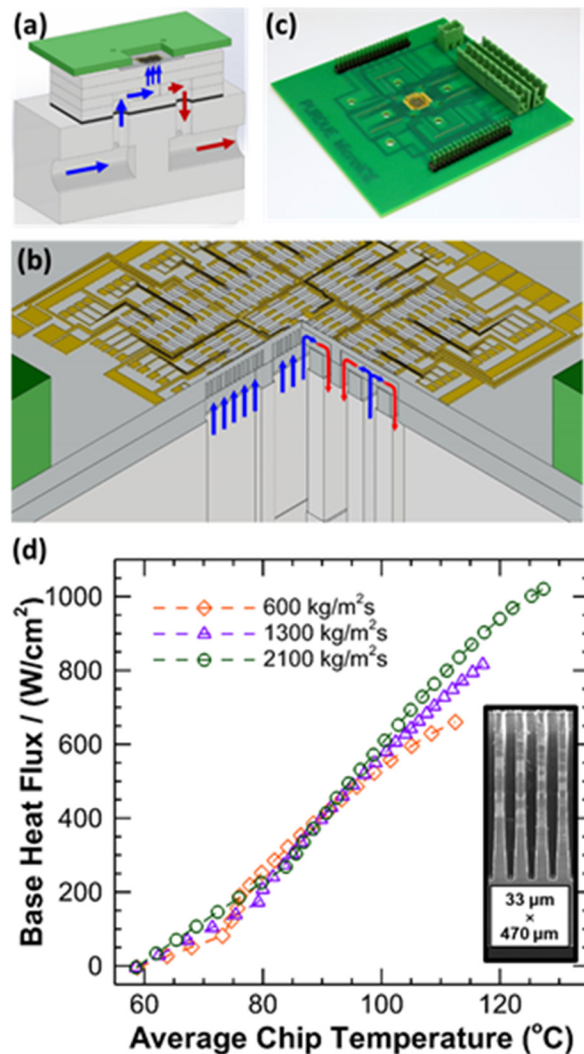 (a)
(c)
PURDUE
(b)
(d)
1000
800
600
400
200
0
Base Heat Flux / (W/cm²)
600 kg/m²s
1300 kg/m²s
2100 kg/m²s
33 µm
×
470 µm
60
80
100
120
Average Chip Temperature (°C)